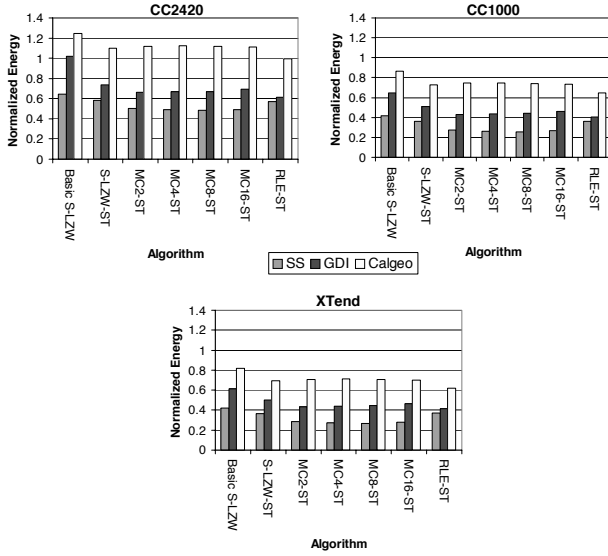 CC2420
Normalized Energy
1.4
1.2
1
0.8
0.6
0.4
0.2
0
Basic S-LZW
S-LZW-ST
MC2-ST
MC4-ST
MC8-ST
MC16-ST
RLE-ST
Algorithm
CC1000
Normalized Energy
1.4
1.2
1
0.8
0.6
0.4
0.2
0
Basic S-LZW
S-LZW-ST
MC2-ST
MC4-ST
MC8-ST
MC16-ST
RLE-ST
Algorithm
SS GDI Calgeo
XTend
Normalized Energy
1.4
1.2
1
0.8
0.6
0.4
0.2
0
Basic S-LZW
S-LZW-ST
MC2-ST
MC4-ST
MC8-ST
MC16-ST
RLE-ST
Algorithm